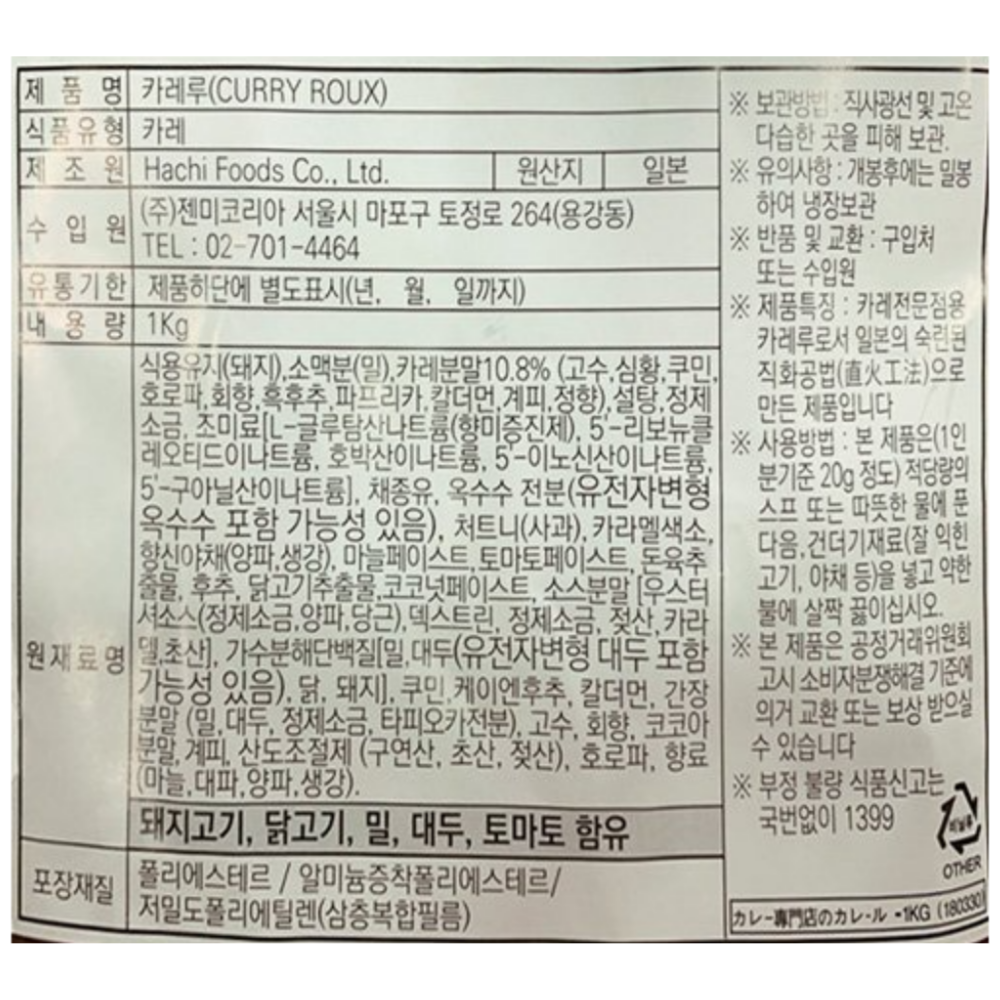 제 품 명 카레루(CURRY ROUX)
식품유형 카레
제 조 원 Hachi Foods Co., Ltd. 원산지 일본
수 입 원 (주)젠미코리아 서울시 마포구 토정로 264(용강동)
TEL : 02-701-4464
유통기한 제품하단에 별도표시(년, 월, 일까지)
내 용 량 1Kg
원재료명
식용유지(돼지),소맥분(밀),카레분말10.8% (고수,심황,쿠민,
호로파,회향,흑후추,파프리카,칼더먼,계피,정향),설탕,정제
소금, 조미료[L-글루탐산나트륨(향미증진제), 5'-리보뉴클
레오티드이나트륨, 호박산이나트륨, 5'-이노신산이나트륨,
5'-구아닐산이나트륨], 채종유, 옥수수 전분(유전자변형
옥수수 포함 가능성 있음), 처트니(사과), 카라멜색소,
향신야채(양파,생강), 마늘페이스트,토마토페이스트,돈육추
출물, 후추, 닭고기추출물,코코넛페이스트, 소스분말 [우스터
셔소스(정제소금,양파,당근),덱스트린, 정제소금, 젖산, 카라
멜,초산], 가수분해단백질[밀,대두(유전자변형 대두 포함
가능성 있음), 닭, 돼지], 쿠민,케이엔후추, 칼더먼, 간장
분말 (밀,대두, 정제소금, 타피오카전분), 고수, 회향, 코코아
분말, 계피, 산도조절제 (구연산, 초산, 젖산), 호로파, 향료
(마늘,대파,양파,생강).
돼지고기, 닭고기, 밀, 대두, 토마토 함유
포장재질 폴리에스테르 / 알미늄증착폴리에스테르/
저밀도폴리에틸렌(삼층복합필름)
※ 보관방법 : 직사광선 및 고온
다습한 곳을 피해 보관.
※ 유의사항 : 개봉후에는 밀봉
하여 냉장보관
※ 반품 및 교환 : 구입처
또는 수입원
※ 제품특징 : 카레전문점용
카레루로서 일본의 숙련된
직화공법(直火工法)으로
만든 제품입니다
※ 사용방법 : 본 제품은(1인
분기준 20g 정도) 적당량의
스프 또는 따뜻한 물에 푼
다음,건더기재료(잘 익힌
고기, 야채 등)을 넣고 약한
불에 살짝 끓이십시오.
※ 본 제품은 공정거래위원회
고시 소비자분쟁해결 기준에
의거 교환 또는 보상 받으실
수 있습니다
※ 부정 불량 식품신고는
국번없이 1399
비닐류
OTHER
カレー専門店のカレ-ル -1KG (180330)